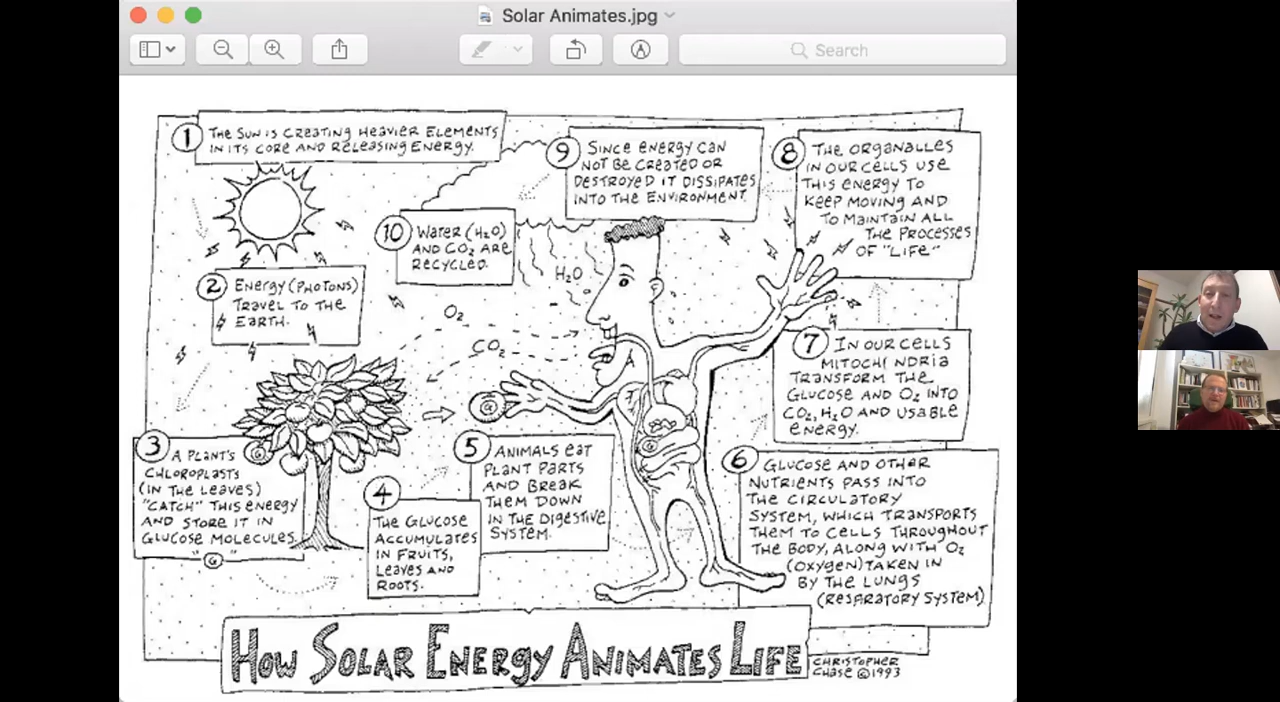 Solar Animates.jpg
Search
1 THE SUN IS CREATING HEAVIER ELEMENTS
IN ITS CORE AND RELEASING ENERGY.
2 ENERGY (PHOTONS)
TRAVEL TO THE
EARTH.
3 A PLANT'S
CHLOROPLASTS
(IN THE LEAVES)
"CATCH" THIS ENERGY
AND STORE IT IN
GLUCOSE MOLECULES.
"G"
G
4
THE GLUCOSE
ACCUMULATES
IN FRUITS,
LEAVES AND
ROOTS.
5 ANIMALS EAT
PLANT PARTS
AND BREAK
THEM DOWN
IN THE DIGESTIVE
SYSTEM.
G
G
6 GLUCOSE AND OTHER
NUTRIENTS PASS INTO
THE CIRCULATORY
SYSTEM, WHICH TRANSPORTS
THEM TO CELLS THROUGHOUT
THE BODY, ALONG WITH O2
(OXYGEN) TAKEN IN
BY THE LUNGS
(RESPIRATORY SYSTEM)
7 IN OUR CELLS
MITOCHINDRIA
TRANSFORM THE
GLUCOSE AND O2 INTO
CO2, H2O AND USABLE
ENERGY.
8 THE ORGANALLES
IN OUR CELLS USE
THIS ENERGY TO
KEEP MOVING AND
TO MAINTAIN ALL
THE PROCESSES
OF "LIFE"
9 SINCE ENERGY CAN
NOT BE CREATED OR
DESTROYED IT DISSIPATES
INTO THE ENVIRONMENT.
10 WATER (H2O)
AND CO2 ARE
RECYCLED.
H2O
O2
CO2
HOW SOLAR ENERGY ANIMATES LIFE
CHRISTOPHER
CHASE ©1993